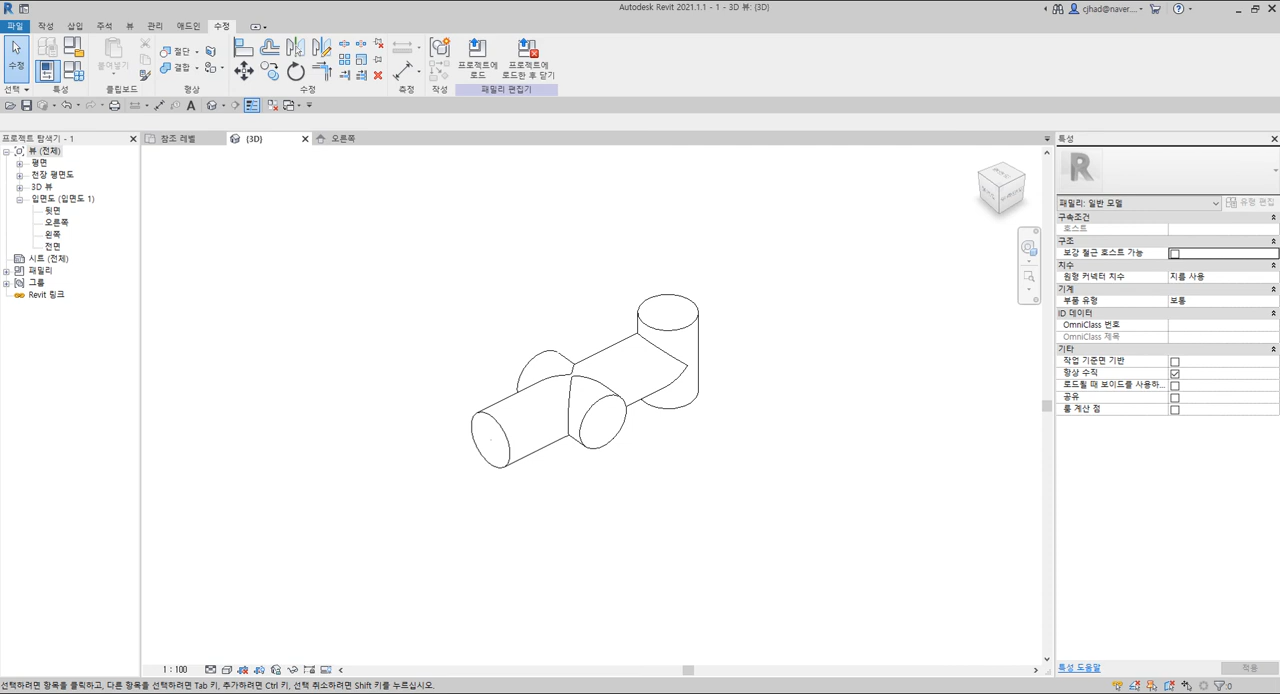 Autodesk Revit 2021.1.1 - 1 - 3D 뷰: {3D}
cjhad@naver....
파일 작성 삽입 주석 뷰 관리 애드인 수정
수정
붙여넣기
절단
결합
프로젝트에
로드
프로젝트에
로드한 후 닫기
선택 특성 클립보드 형상 수정 측정 작성 패밀리 편집기
프로젝트 탐색기 - 1
참조 레벨
{3D}
오른쪽
특성
뷰 (전체)
평면
천장 평면도
3D 뷰
입면도 (입면도 1)
뒷면
오른쪽
왼쪽
전면
시트 (전체)
패밀리
그룹
Revit 링크
R
패밀리: 일반 모델
유형 편집
구속조건
호스트
구조
보강 철근 호스트 가능
치수
원형 커넥터 치수 지름 사용
기계
부품 유형 보통
ID 데이터
OmniClass 번호
OmniClass 제목
기타
작업 기준면 기반
항상 수직
로드될 때 보이드를 사용하...
공유
룸 계산 점
1 : 100
특성 도움말
적용
선택하려면 항목을 클릭하고, 다른 항목을 선택하려면 Tab 키, 추가하려면 Ctrl 키, 선택 취소하려면 Shift 키를 누르십시오.
:0